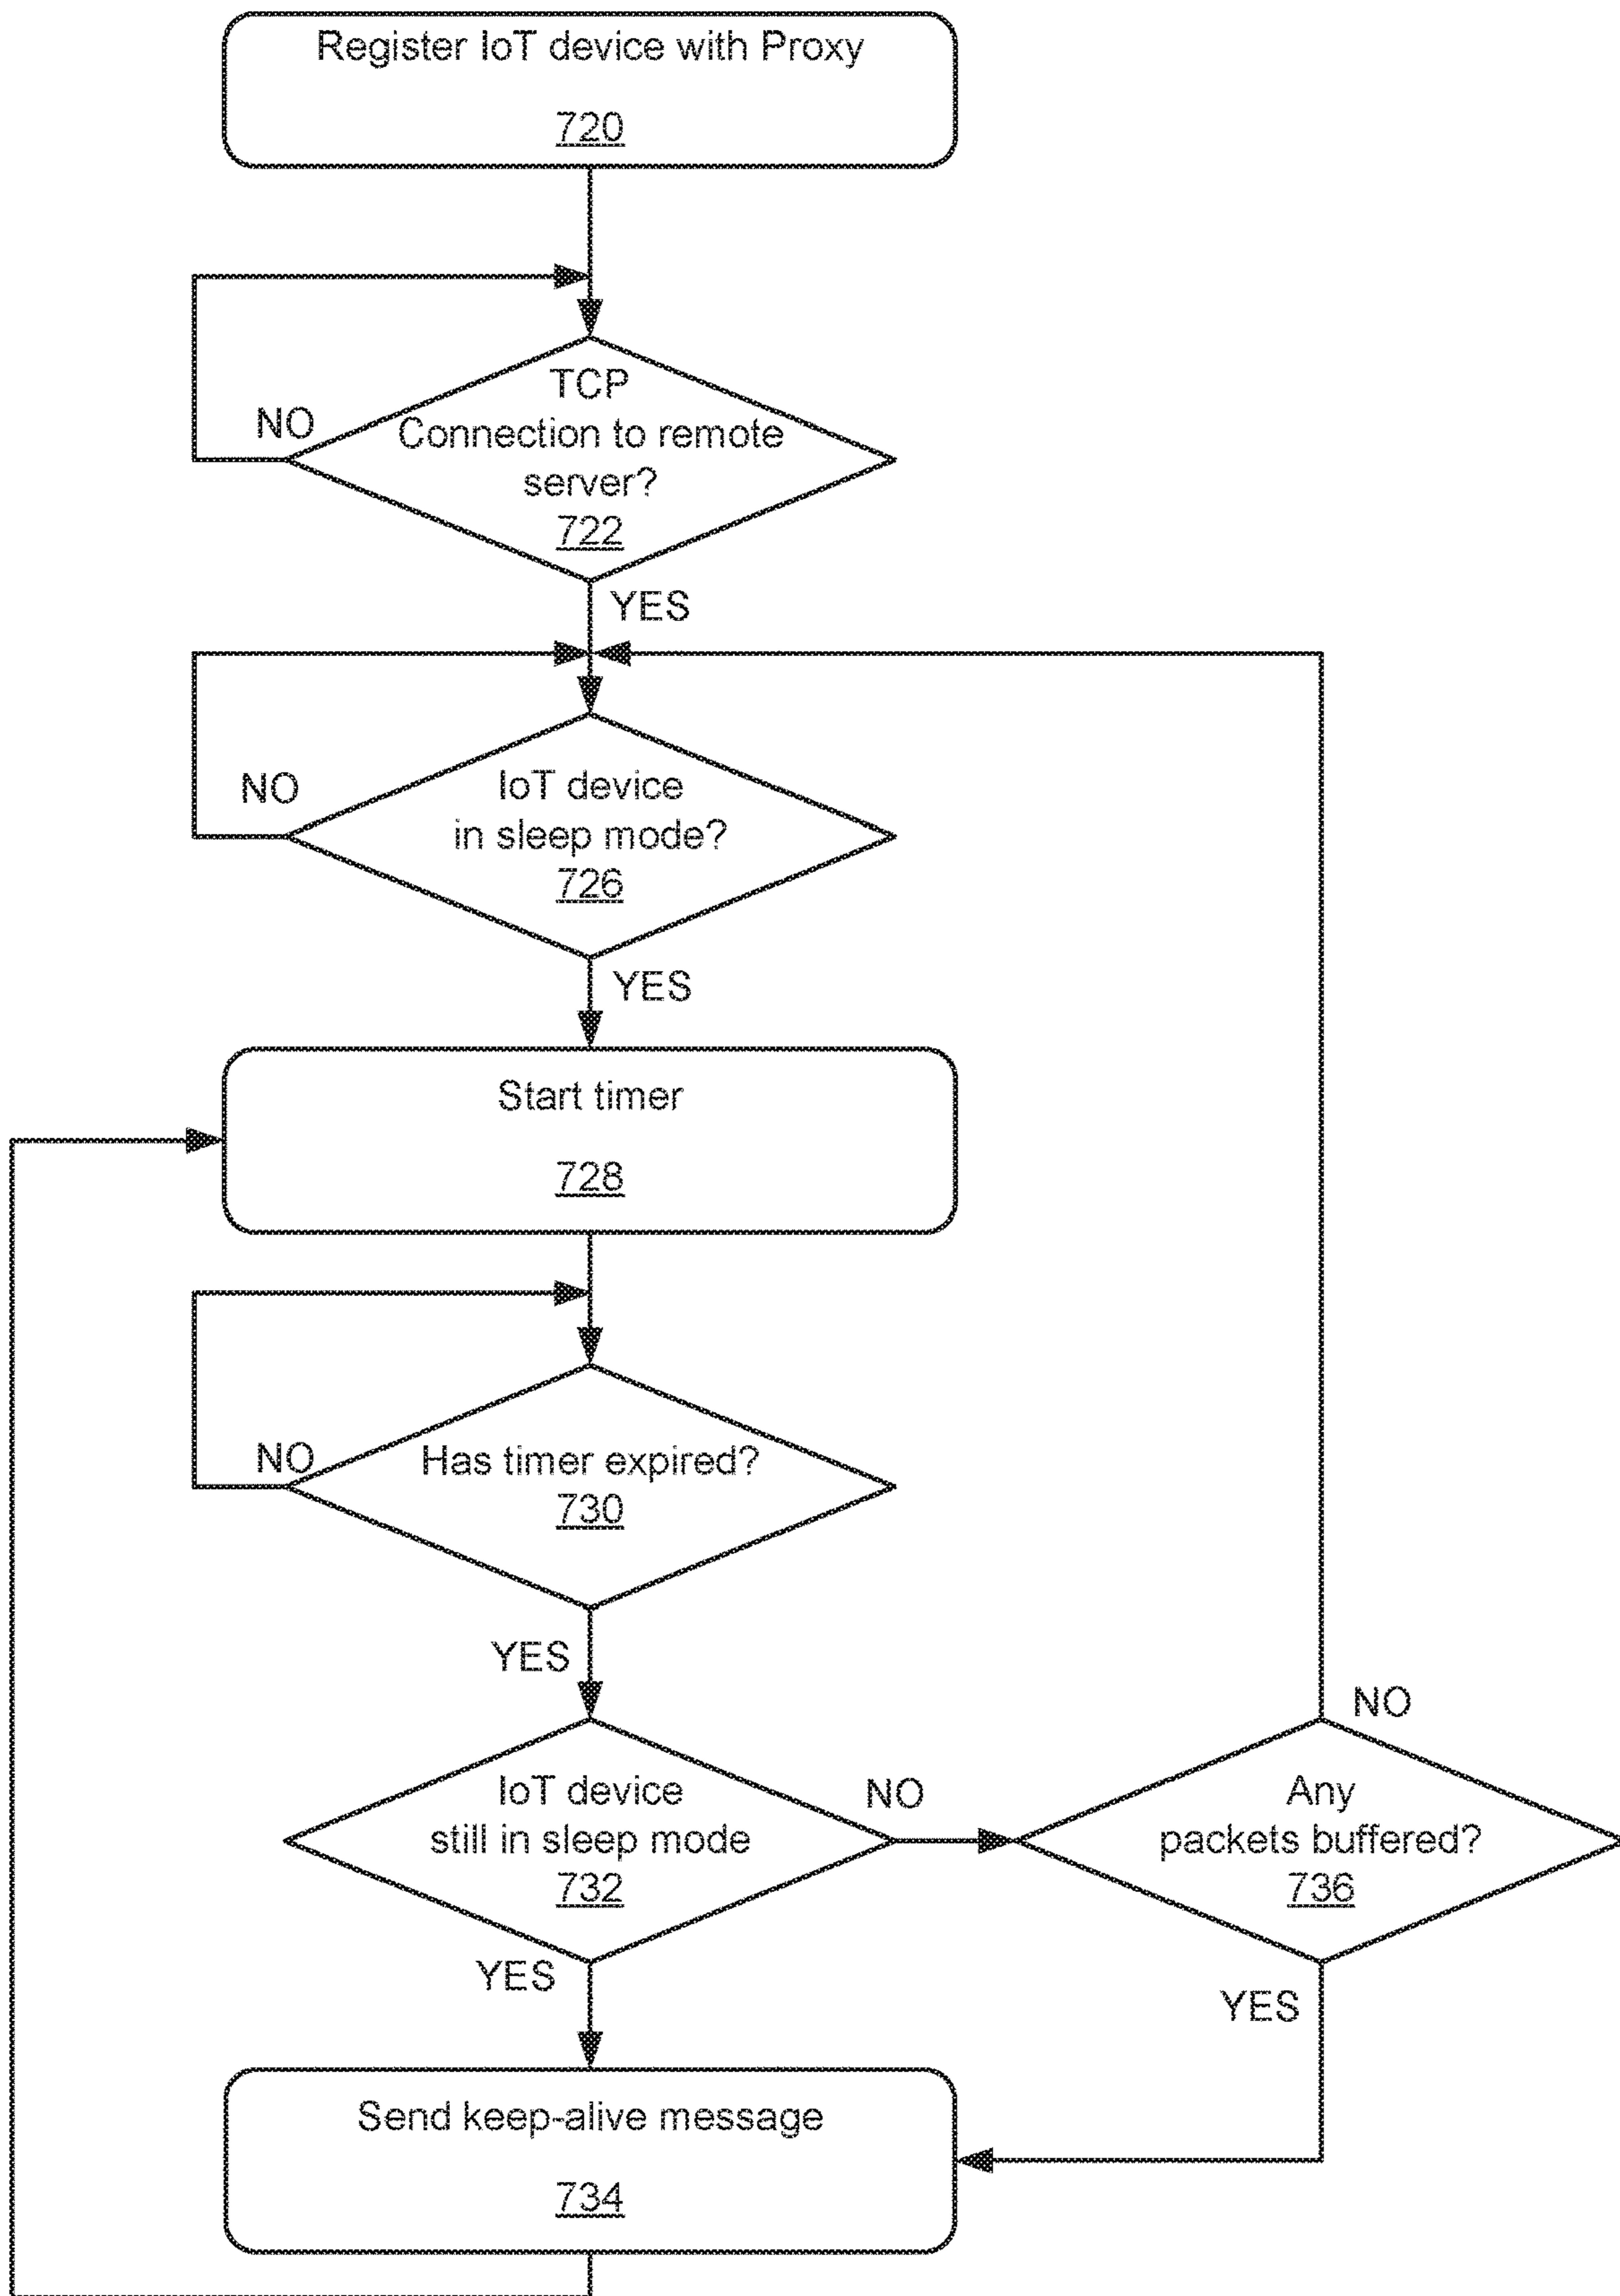 Register IoT device with Proxy
720
TCP
NO
Connection to remote
server?
722
YES
NO
IoT device
in sleep mode?
726
YES
Start timer
728
NO
Has timer expired?
730
YES
NO
IoT device
still in sleep mode
732
NO
Any
packets buffered?
736
YES
YES
Send keep-alive message
734